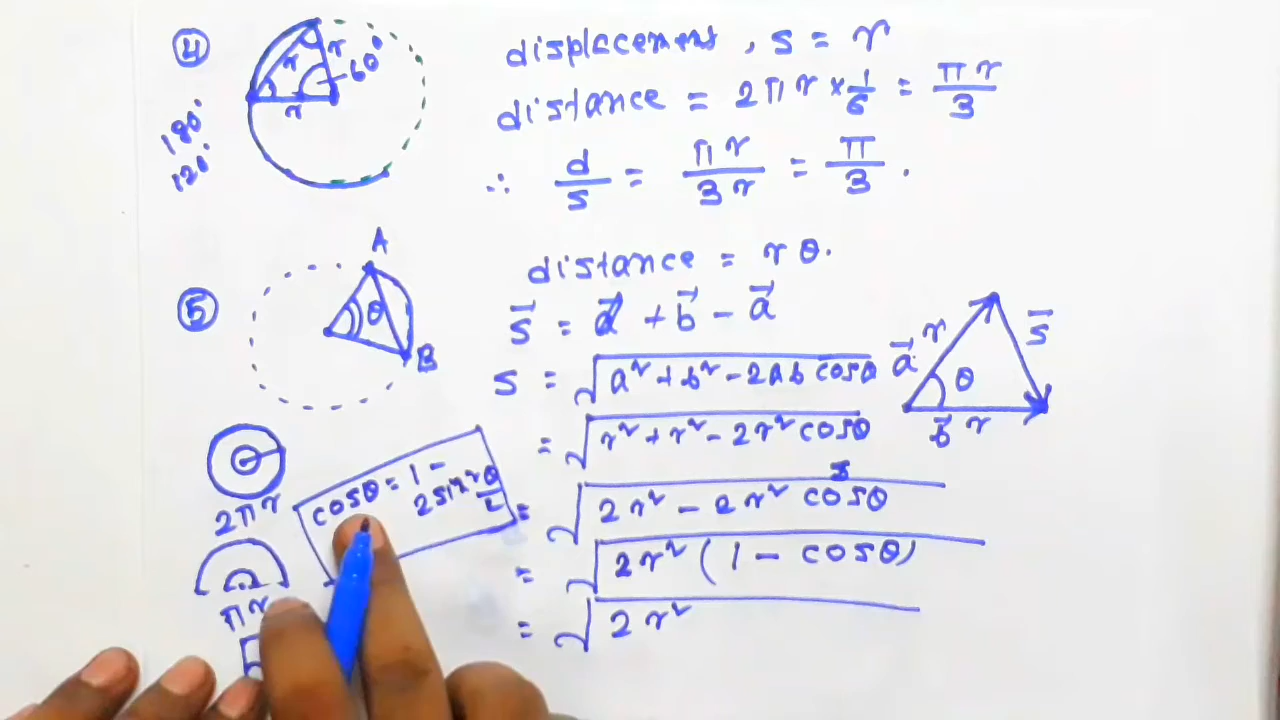 4
r r 60°
r
180°
120°
displacement, s = r
distance = 2πr × 1/6 = πr/3
∴ d/s = πr/3r = π/3.
5
A
θ
B
distance = rθ.
s⃗ = a⃗ + b⃗ - a⃗
s = √a² + b² - 2ab cosθ
= √r² + r² - 2r² cosθ
= √2r² - 2r² cosθ
= √2r² (1 - cosθ)
= √2r²
a⃗ r s⃗
θ
b⃗ r
2πr
πr
cosθ = 1 -
2sin²θ/2